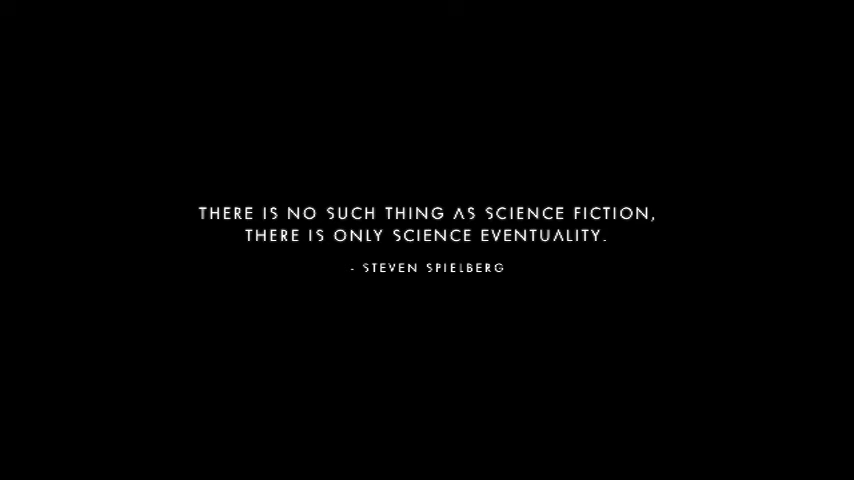 THERE IS NO SUCH THING AS SCIENCE FICTION,
THERE IS ONLY SCIENCE EVENTUALITY.
- STEVEN SPIELBERG